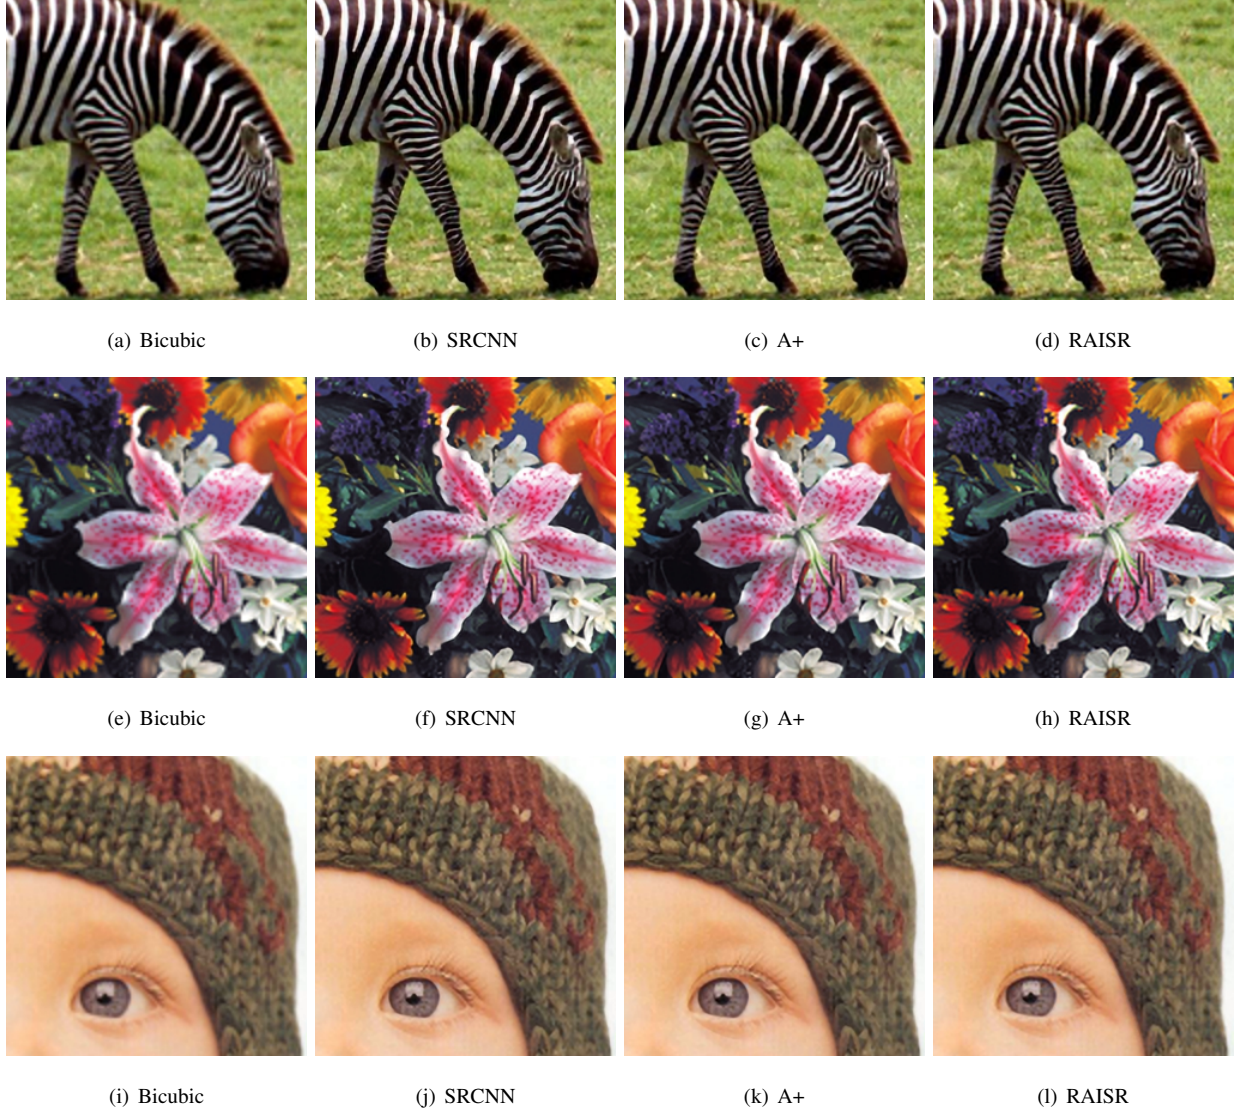 (a) Bicubic
(b) SRCNN
(c) A+
(d) RAISR
(e) Bicubic
(f) SRCNN
(g) A+
(h) RAISR
(i) Bicubic
(j) SRCNN
(k) A+
(l) RAISR